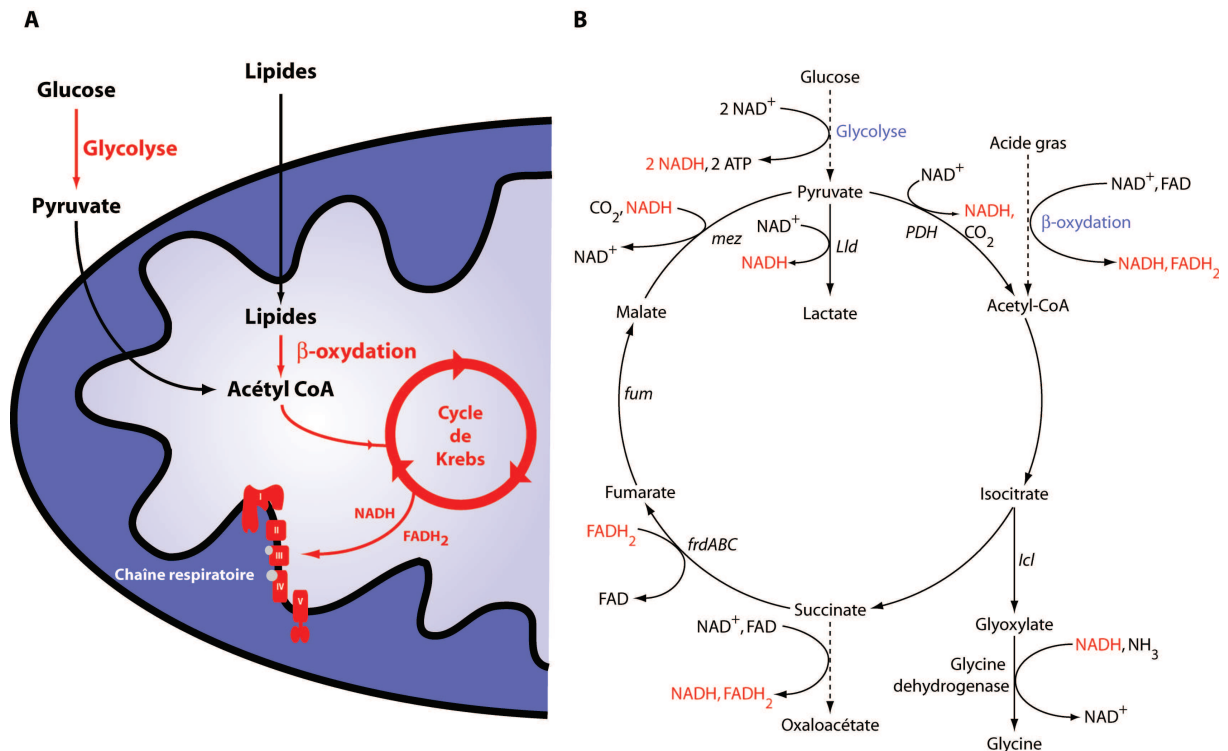 A
Glucose
Lipides
Glycolyse
Pyruvate
Lipides
β-oxydation
Acétyl CoA
Cycle
de
Krebs
NADH
FADH2
Chaîne respiratoire
I
II
III
IV
V
B
Glucose
2 NAD+
Glycolyse
2 NADH, 2 ATP
Acide gras
Pyruvate
NAD+
NAD+, FAD
CO2, NADH
NAD+
NADH,
CO2
β-oxydation
mez
Lld
PDH
NAD+
NADH
NADH, FADH2
Malate
Lactate
Acetyl-CoA
fum
Fumarate
Isocitrate
FADH2
frdABC
Icl
FAD
Succinate
Glyoxylate
NAD+, FAD
NADH, NH3
Glycine
dehydrogenase
NADH, FADH2
NAD+
Oxaloacétate
Glycine